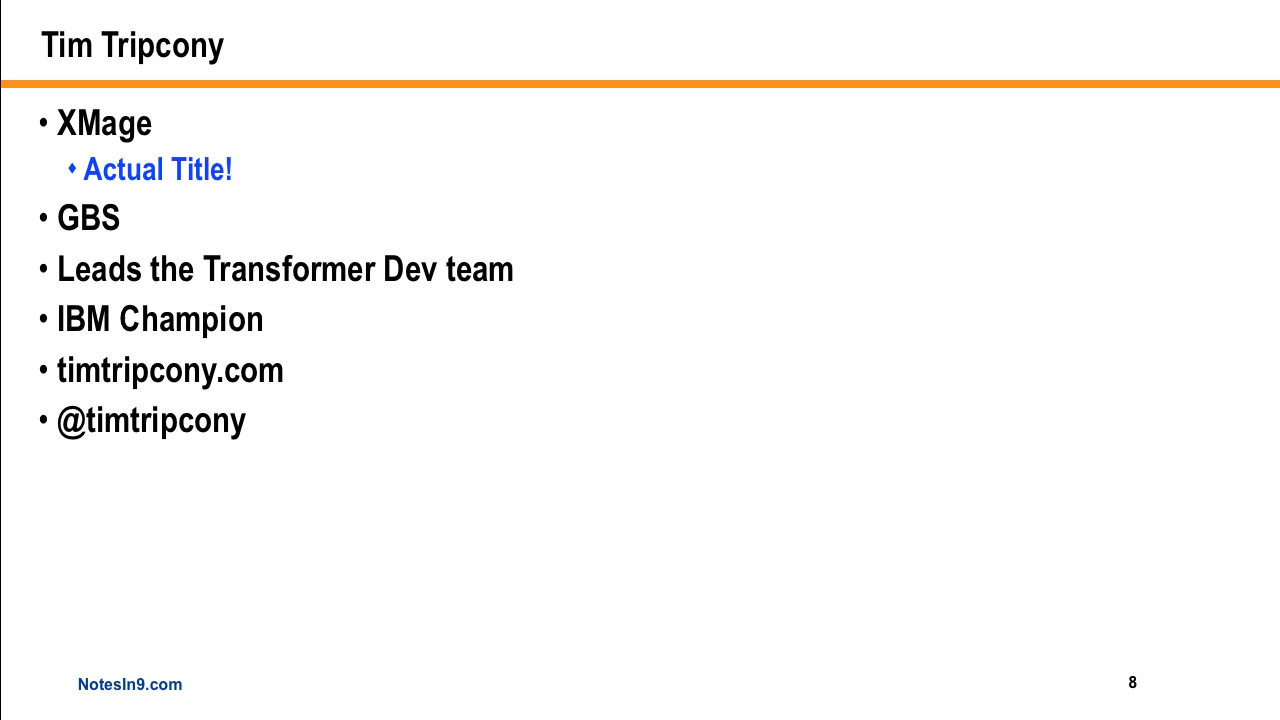 Tim Tripcony
• XMage
♦ Actual Title!
• GBS
• Leads the Transformer Dev team
• IBM Champion
• timtripcony.com
• @timtripcony
NotesIn9.com
8